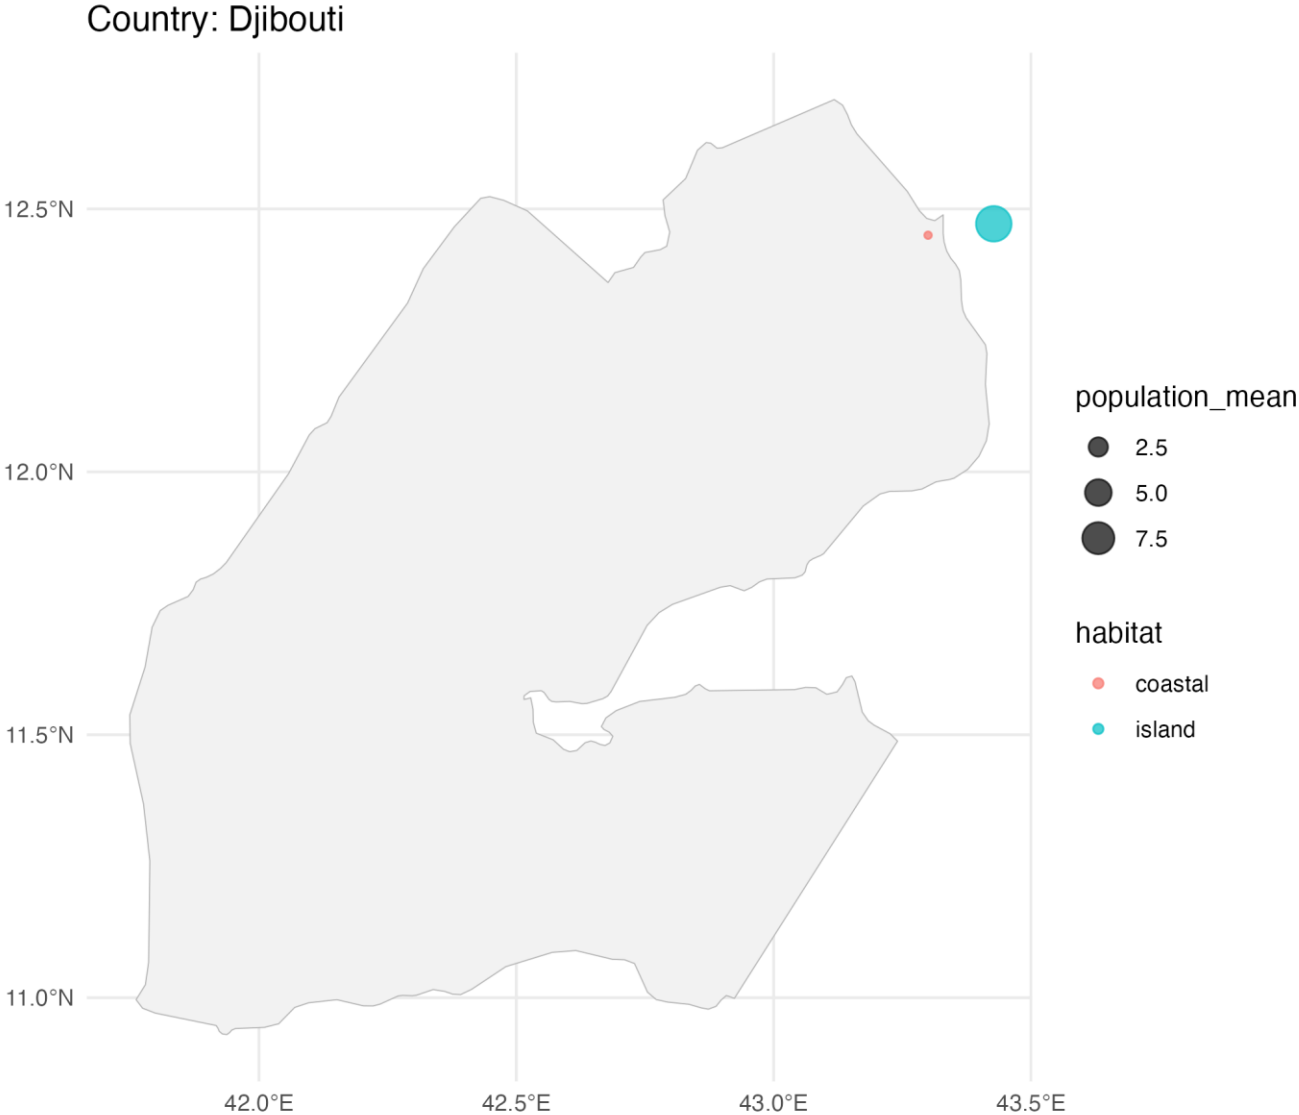 Country: Djibouti
12.5°N
12.0°N
11.5°N
11.0°N
42.0°E
42.5°E
43.0°E
43.5°E
population_mean
2.5
5.0
7.5
habitat
coastal
island